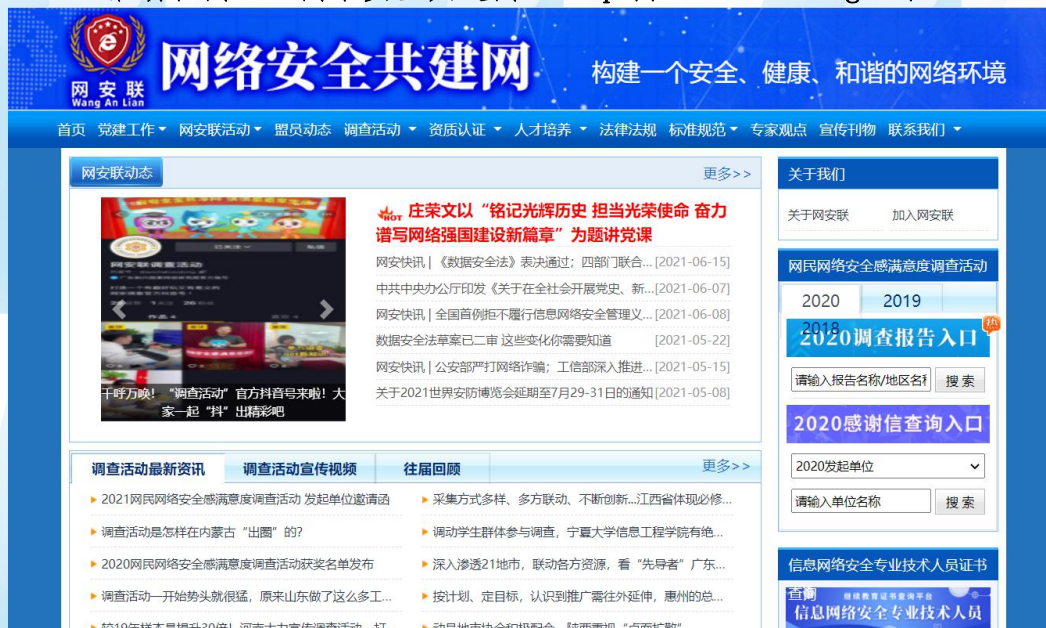 网安联
Wang An Lian
网络安全共建网
构建一个安全、健康、和谐的网络环境
首页 党建工作 网安联活动 盟员动态 调查活动 资质认证 人才培养 法律法规 标准规范 专家观点 宣传刊物 联系我们
网安联动态
更多>>
千呼万唤！“调查活动”官方抖音号来啦！大
家一起“抖”出精彩吧
HOT 庄荣文以“铭记光辉历史 担当光荣使命 奋力
谱写网络强国建设新篇章”为题讲党课
网安快讯 | 《数据安全法》表决通过；四部门联合... [2021-06-15]
中共中央办公厅印发《关于在全社会开展党史、新... [2021-06-07]
网安快讯 | 全国首例拒不履行信息网络安全管理义... [2021-06-08]
数据安全法草案已二审 这些变化你需要知道 [2021-05-22]
网安快讯 | 公安部严打网络诈骗；工信部深入推进... [2021-05-15]
关于2021世界安防博览会延期至7月29-31日的通知 [2021-05-08]
关于我们
关于网安联 加入网安联
网民网络安全感满意度调查活动
2020 2019
2018
2020调查报告入口
热
请输入报告名称/地区名称 搜索
2020感谢信查询入口
2020发起单位
请输入单位名称 搜索
调查活动最新资讯 调查活动宣传视频 往届回顾 更多>>
2021网民网络安全感满意度调查活动 发起单位邀请函
采集方式多样、多方联动、不断创新...江西省体现必修...
调查活动是怎样在内蒙古“出圈”的?
调动学生群体参与调查，宁夏大学信息工程学院有绝...
2020网民网络安全感满意度调查活动获奖名单发布
深入渗透21地市，联动各方资源，看“先导者”广东...
调查活动一开始势头就很猛，原来山东做了这么多工...
按计划、定目标，认识到推广需往外延伸，惠州的总...
信息网络安全专业技术人员证书
查询
继续教育证书查询平台
信息网络安全专业技术人员